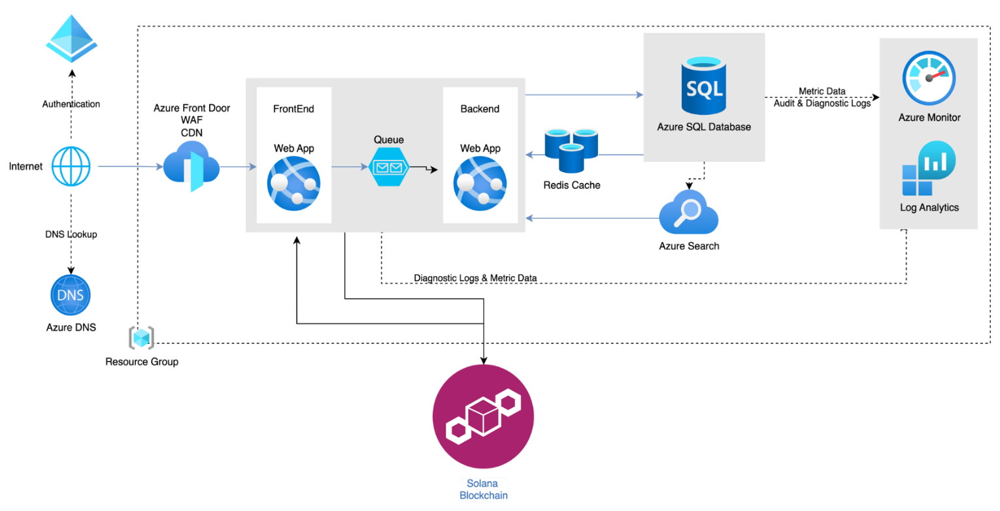 Authentication
Internet
DNS Lookup
DNS
Azure DNS
Resource Group
Azure Front Door
WAF
CDN
FrontEnd
Web App
Queue
Backend
Web App
Redis Cache
SQL
Azure SQL Database
Azure Search
Metric Data
Audit & Diagnostic Logs
Azure Monitor
Log Analytics
Diagnostic Logs & Metric Data
Solana
Blockchain